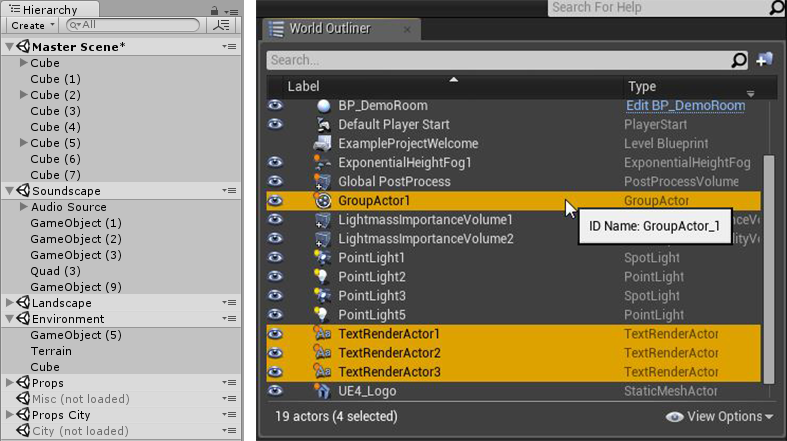 Hierarchy
Create All
Master Scene*
Cube
Cube (1)
Cube (2)
Cube (3)
Cube (4)
Cube (5)
Cube (6)
Cube (7)
Soundscape
Audio Source
GameObject (1)
GameObject (2)
GameObject (3)
Quad (3)
GameObject (9)
Landscape
Environment
GameObject (5)
Terrain
Cube
Props
Misc (not loaded)
Props City
City (not loaded)
Search For Help
World Outliner
Search...
Label Type
BP_DemoRoom Edit BP_DemoRoom
Default Player Start PlayerStart
ExampleProjectWelcome Level Blueprint
ExponentialHeightFog1 ExponentialHeightFog
Global PostProcess PostProcessVolume
GroupActor1 GroupActor
ID Name: GroupActor_1
LightmassImportanceVolume1
LightmassImportanceVolume2
PointLight1 SpotLight
PointLight2 PointLight
PointLight3 SpotLight
PointLight5 PointLight
TextRenderActor1 TextRenderActor
TextRenderActor2 TextRenderActor
TextRenderActor3 TextRenderActor
UE4_Logo StaticMeshActor
19 actors (4 selected) View Options